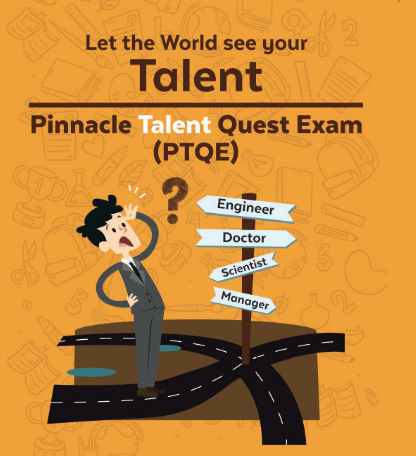 Let the World see your
Talent
Pinnacle Talent Quest Exam
(PTQE)
?
Engineer
Doctor
Scientist
Manager